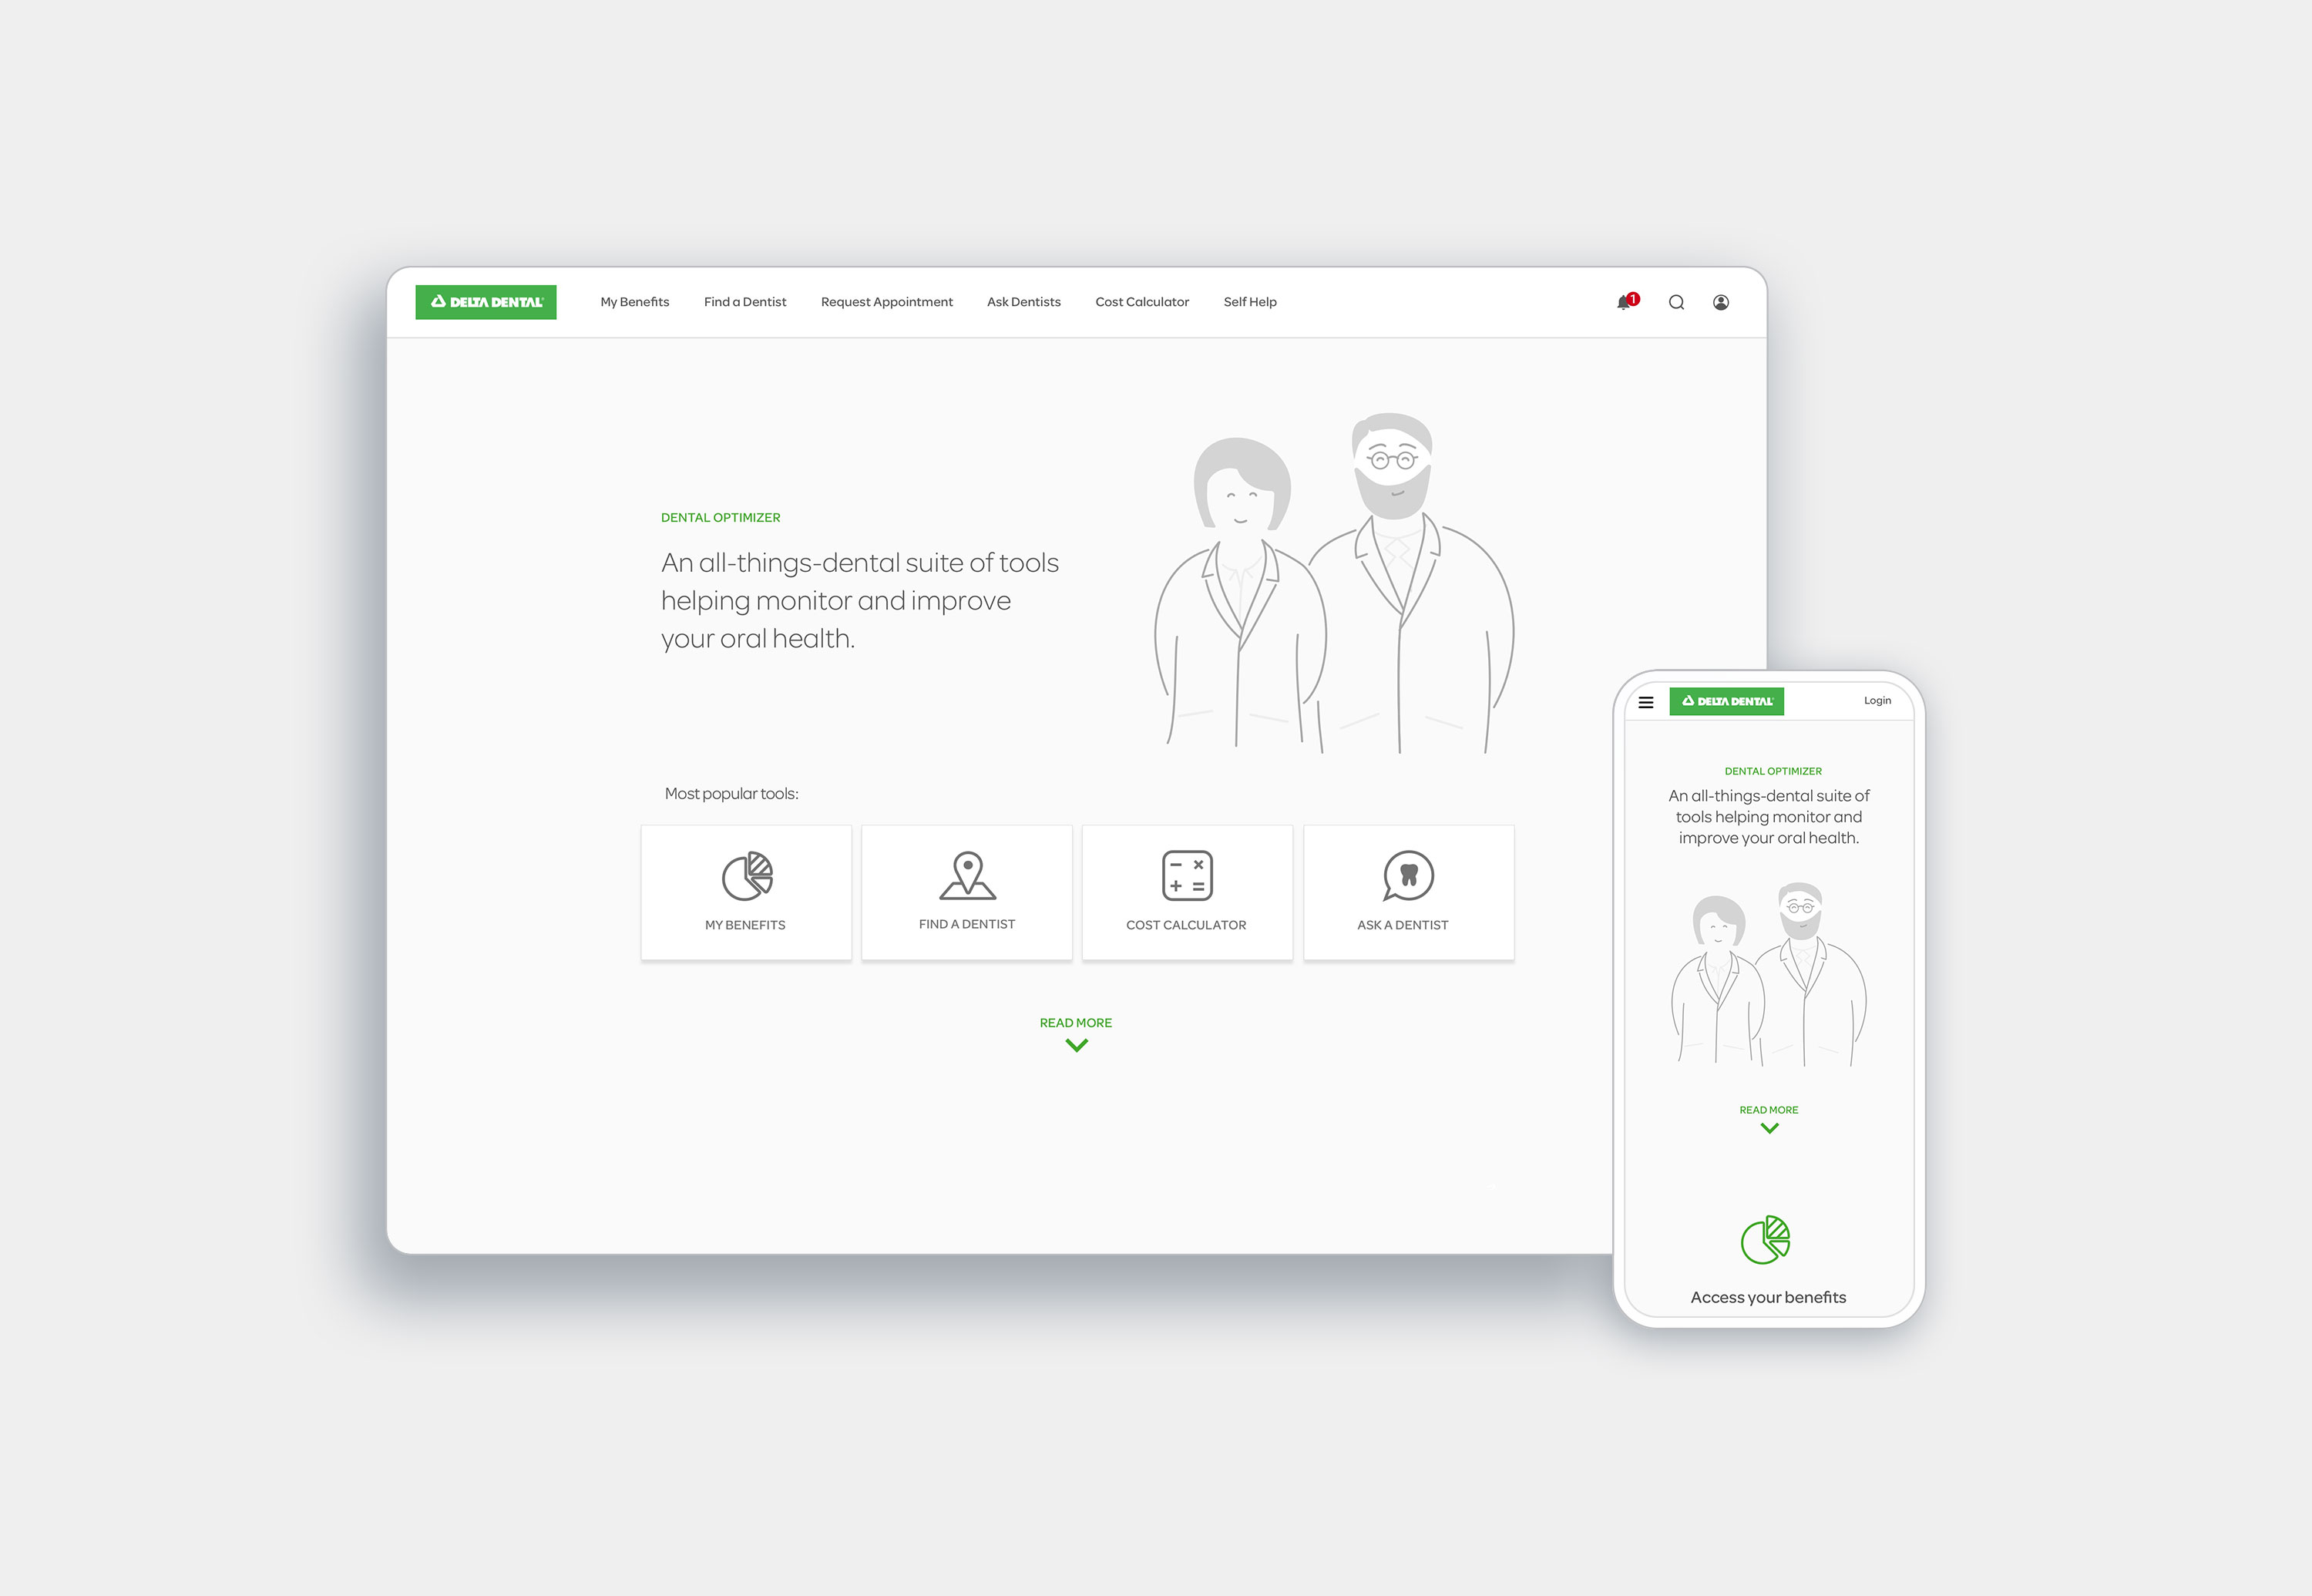 DELTA DENTAL
My Benefits
Find a Dentist
Request Appointment
Ask Dentists
Cost Calculator
Self Help
1
DENTAL OPTIMIZER
An all-things-dental suite of tools
helping monitor and improve
your oral health.
Most popular tools:
MY BENEFITS
FIND A DENTIST
COST CALCULATOR
ASK A DENTIST
READ MORE
DELTA DENTAL
Login
DENTAL OPTIMIZER
An all-things-dental suite of
tools helping monitor and
improve your oral health.
READ MORE
Access your benefits